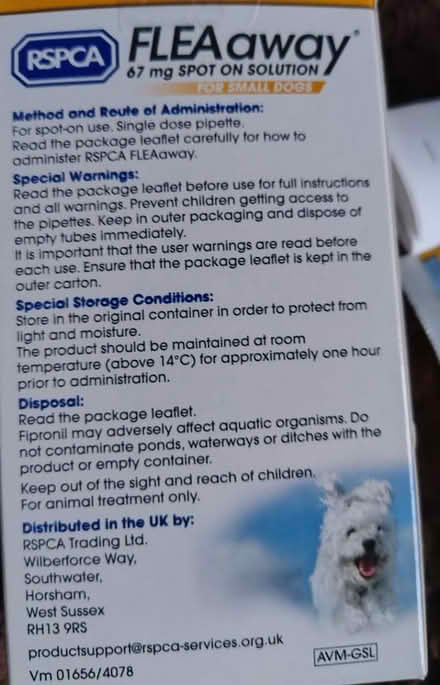 RSPCA
FLEAaway®
67 mg SPOT ON SOLUTION
FOR SMALL DOGS
Method and Route of Administration:
For spot-on use. Single dose pipette.
Read the package leaflet carefully for how to
administer RSPCA FLEAaway.
Special Warnings:
Read the package leaflet before use for full instructions
and all warnings. Prevent children getting access to
the pipettes. Keep in outer packaging and dispose of
empty tubes immediately.
It is important that the user warnings are read before
each use. Ensure that the package leaflet is kept in the
outer carton.
Special Storage Conditions:
Store in the original container in order to protect from
light and moisture.
The product should be maintained at room
temperature (above 14°C) for approximately one hour
prior to administration.
Disposal:
Read the package leaflet.
Fipronil may adversely affect aquatic organisms. Do
not contaminate ponds, waterways or ditches with the
product or empty container.
Keep out of the sight and reach of children.
For animal treatment only.
Distributed in the UK by:
RSPCA Trading Ltd.
Wilberforce Way,
Southwater,
Horsham,
West Sussex
RH13 9RS
productsupport@rspca-services.org.uk
AVM-GSL
Vm 01656/4078